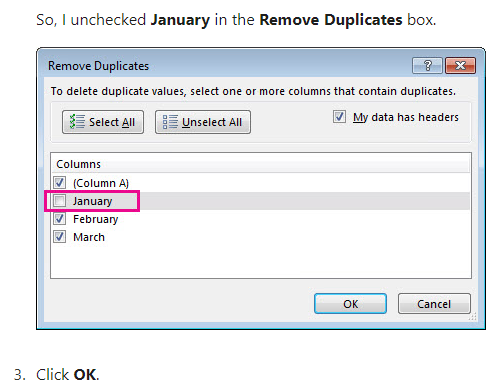 So, I unchecked January in the Remove Duplicates box.
Remove Duplicates
To delete duplicate values, select one or more columns that contain duplicates.
Select All
Unselect All
My data has headers
Columns
(Column A)
January
February
March
OK
Cancel
3. Click OK.